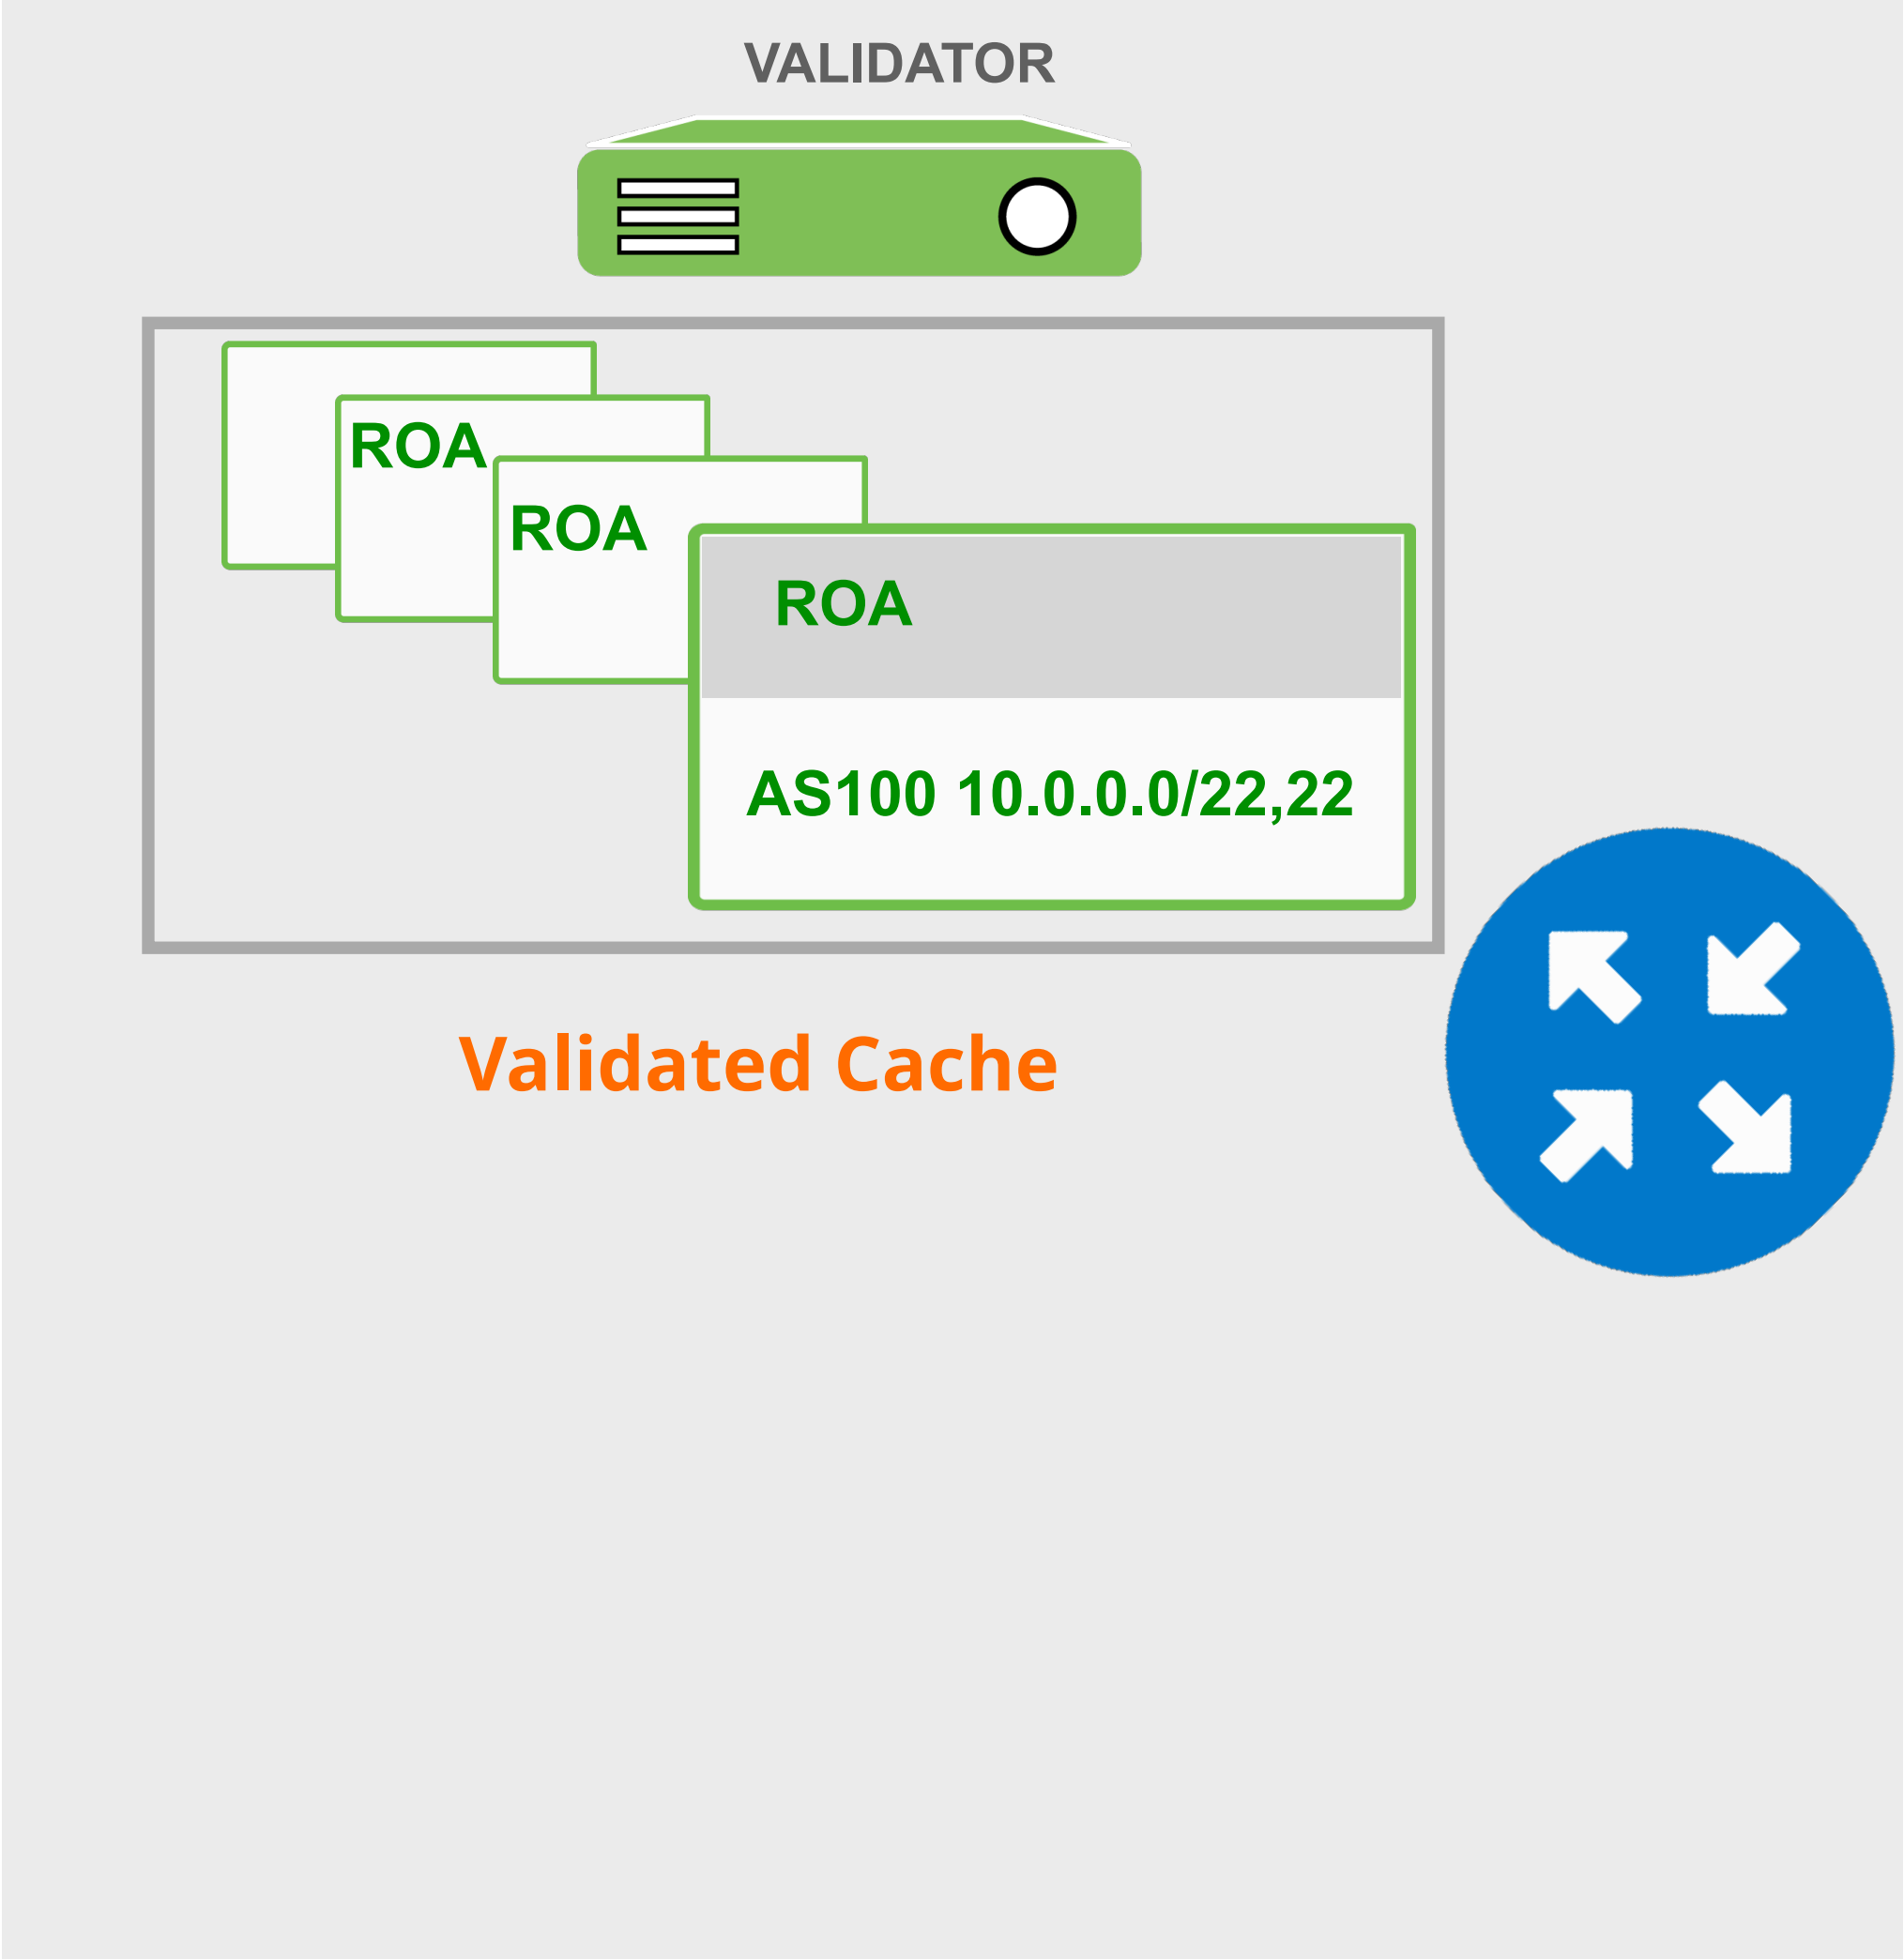 VALIDATOR
ROA
ROA
ROA
AS100 10.0.0.0/22,22
Validated Cache